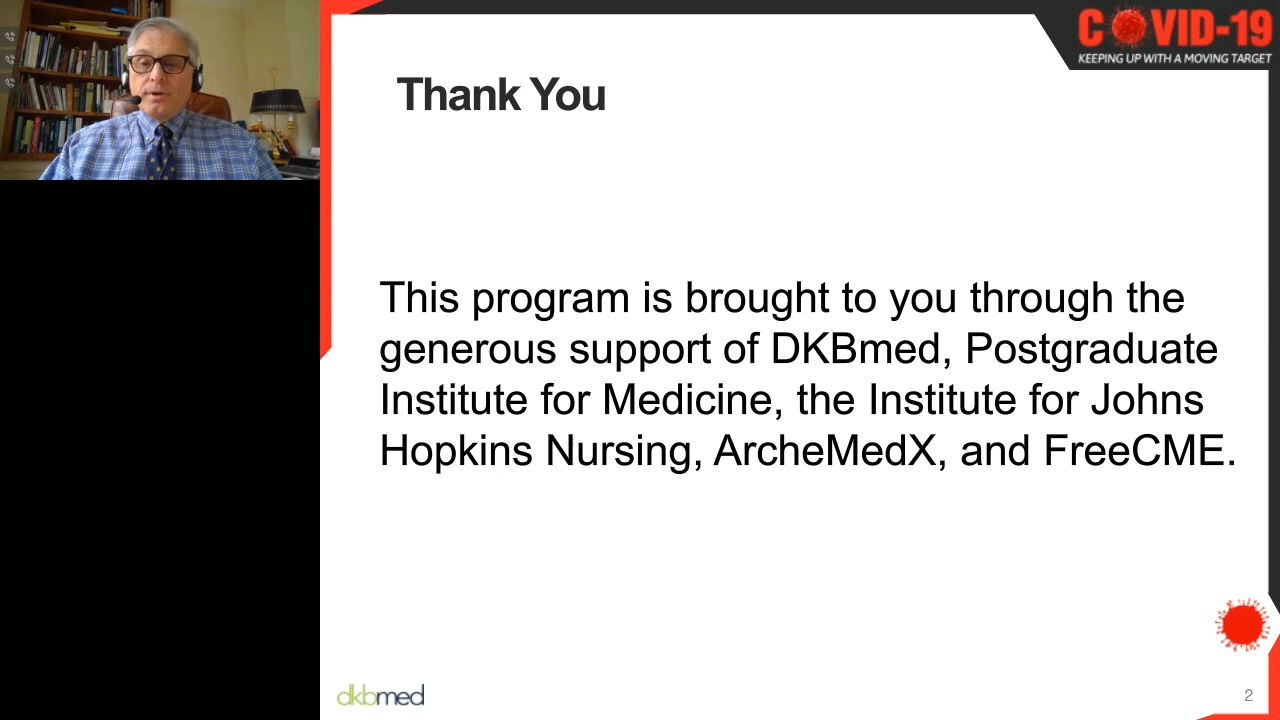 COVID-19
KEEPING UP WITH A MOVING TARGET
Thank You
This program is brought to you through the
generous support of DKBmed, Postgraduate
Institute for Medicine, the Institute for Johns
Hopkins Nursing, ArcheMedX, and FreeCME.
dkbmed
2